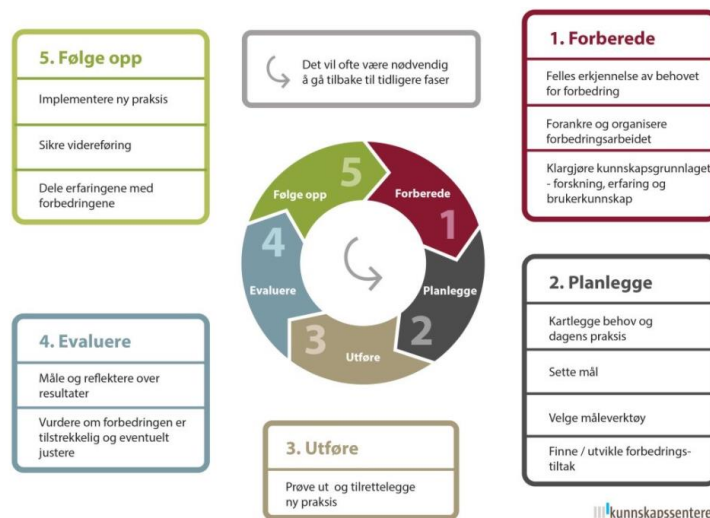 5. Følge opp
Implementere ny praksis
Sikre videreføring
Dele erfaringene med
forbedringene
Det vil ofte være nødvendig
å gå tilbake til tidligere faser
1. Forberede
Felles erkjennelse av behovet
for forbedring
Forankre og organisere
forbedringsarbeidet
Klargjøre kunnskapsgrunnlaget
- forskning, erfaring og
brukerkunnskap
5
Følge opp
Forberede
1
4
Evaluere
Planlegge
2
3
Utføre
2. Planlegge
Kartlegge behov og
dagens praksis
Sette mål
Velge måleverktøy
Finne / utvikle forbedrings-
tiltak
4. Evaluere
Måle og reflektere over
resultater
Vurdere om forbedringen er
tilstrekkelig og eventuelt
justere
3. Utføre
Prøve ut og tilrettelegge
ny praksis
kunnskapssentere